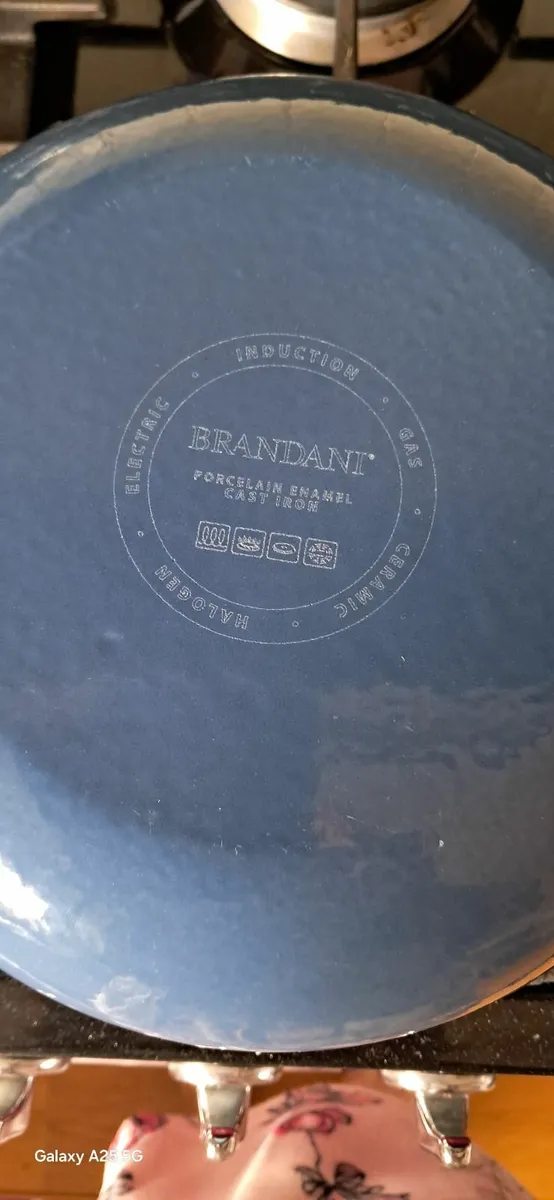 INDUCTION · GAS · CERAMIC · HALOGEN · ELECTRIC ·
BRANDANI®
PORCELAIN ENAMEL
CAST IRON
Galaxy A25 5G